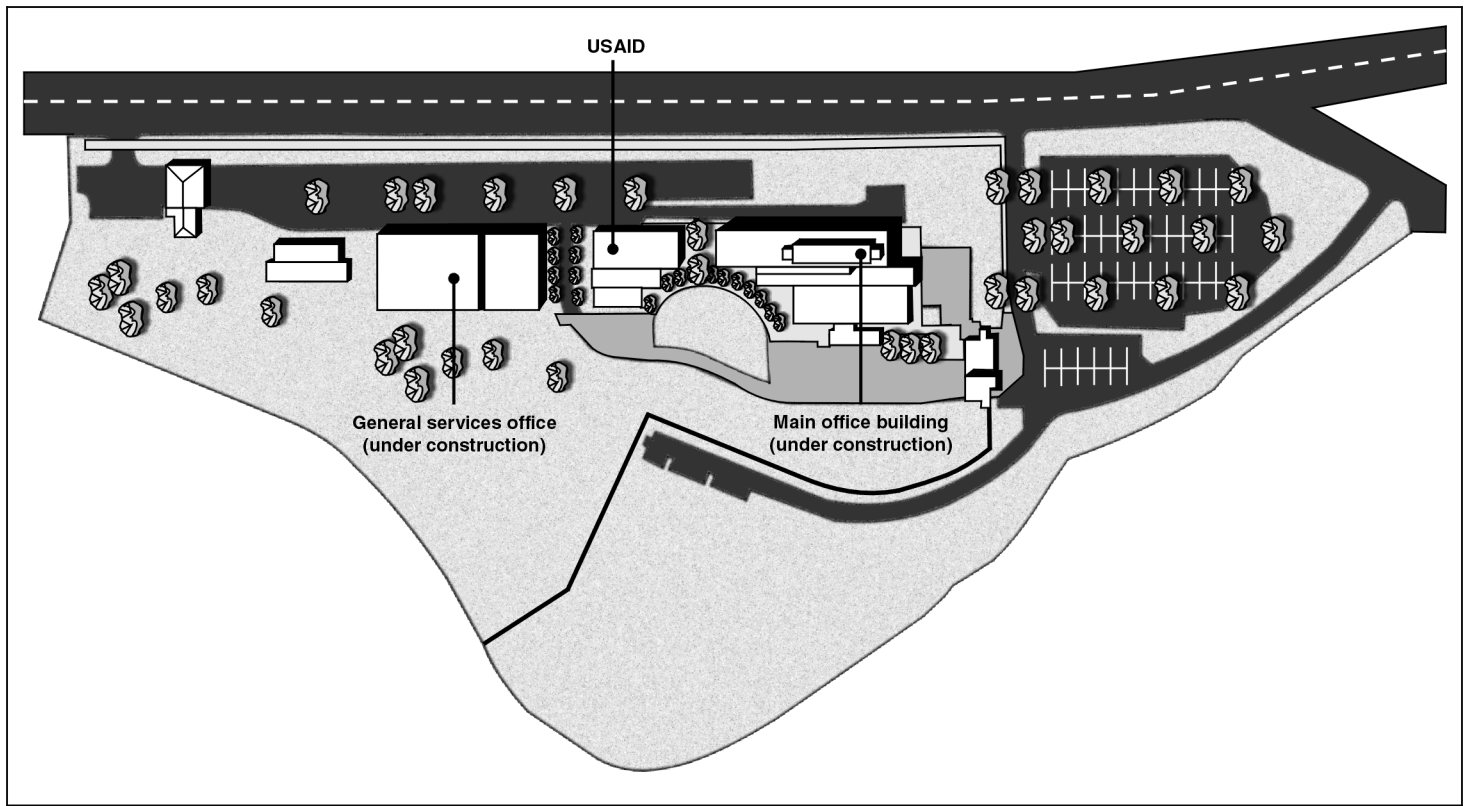 USAID
General services office
(under construction)
Main office building
(under construction)